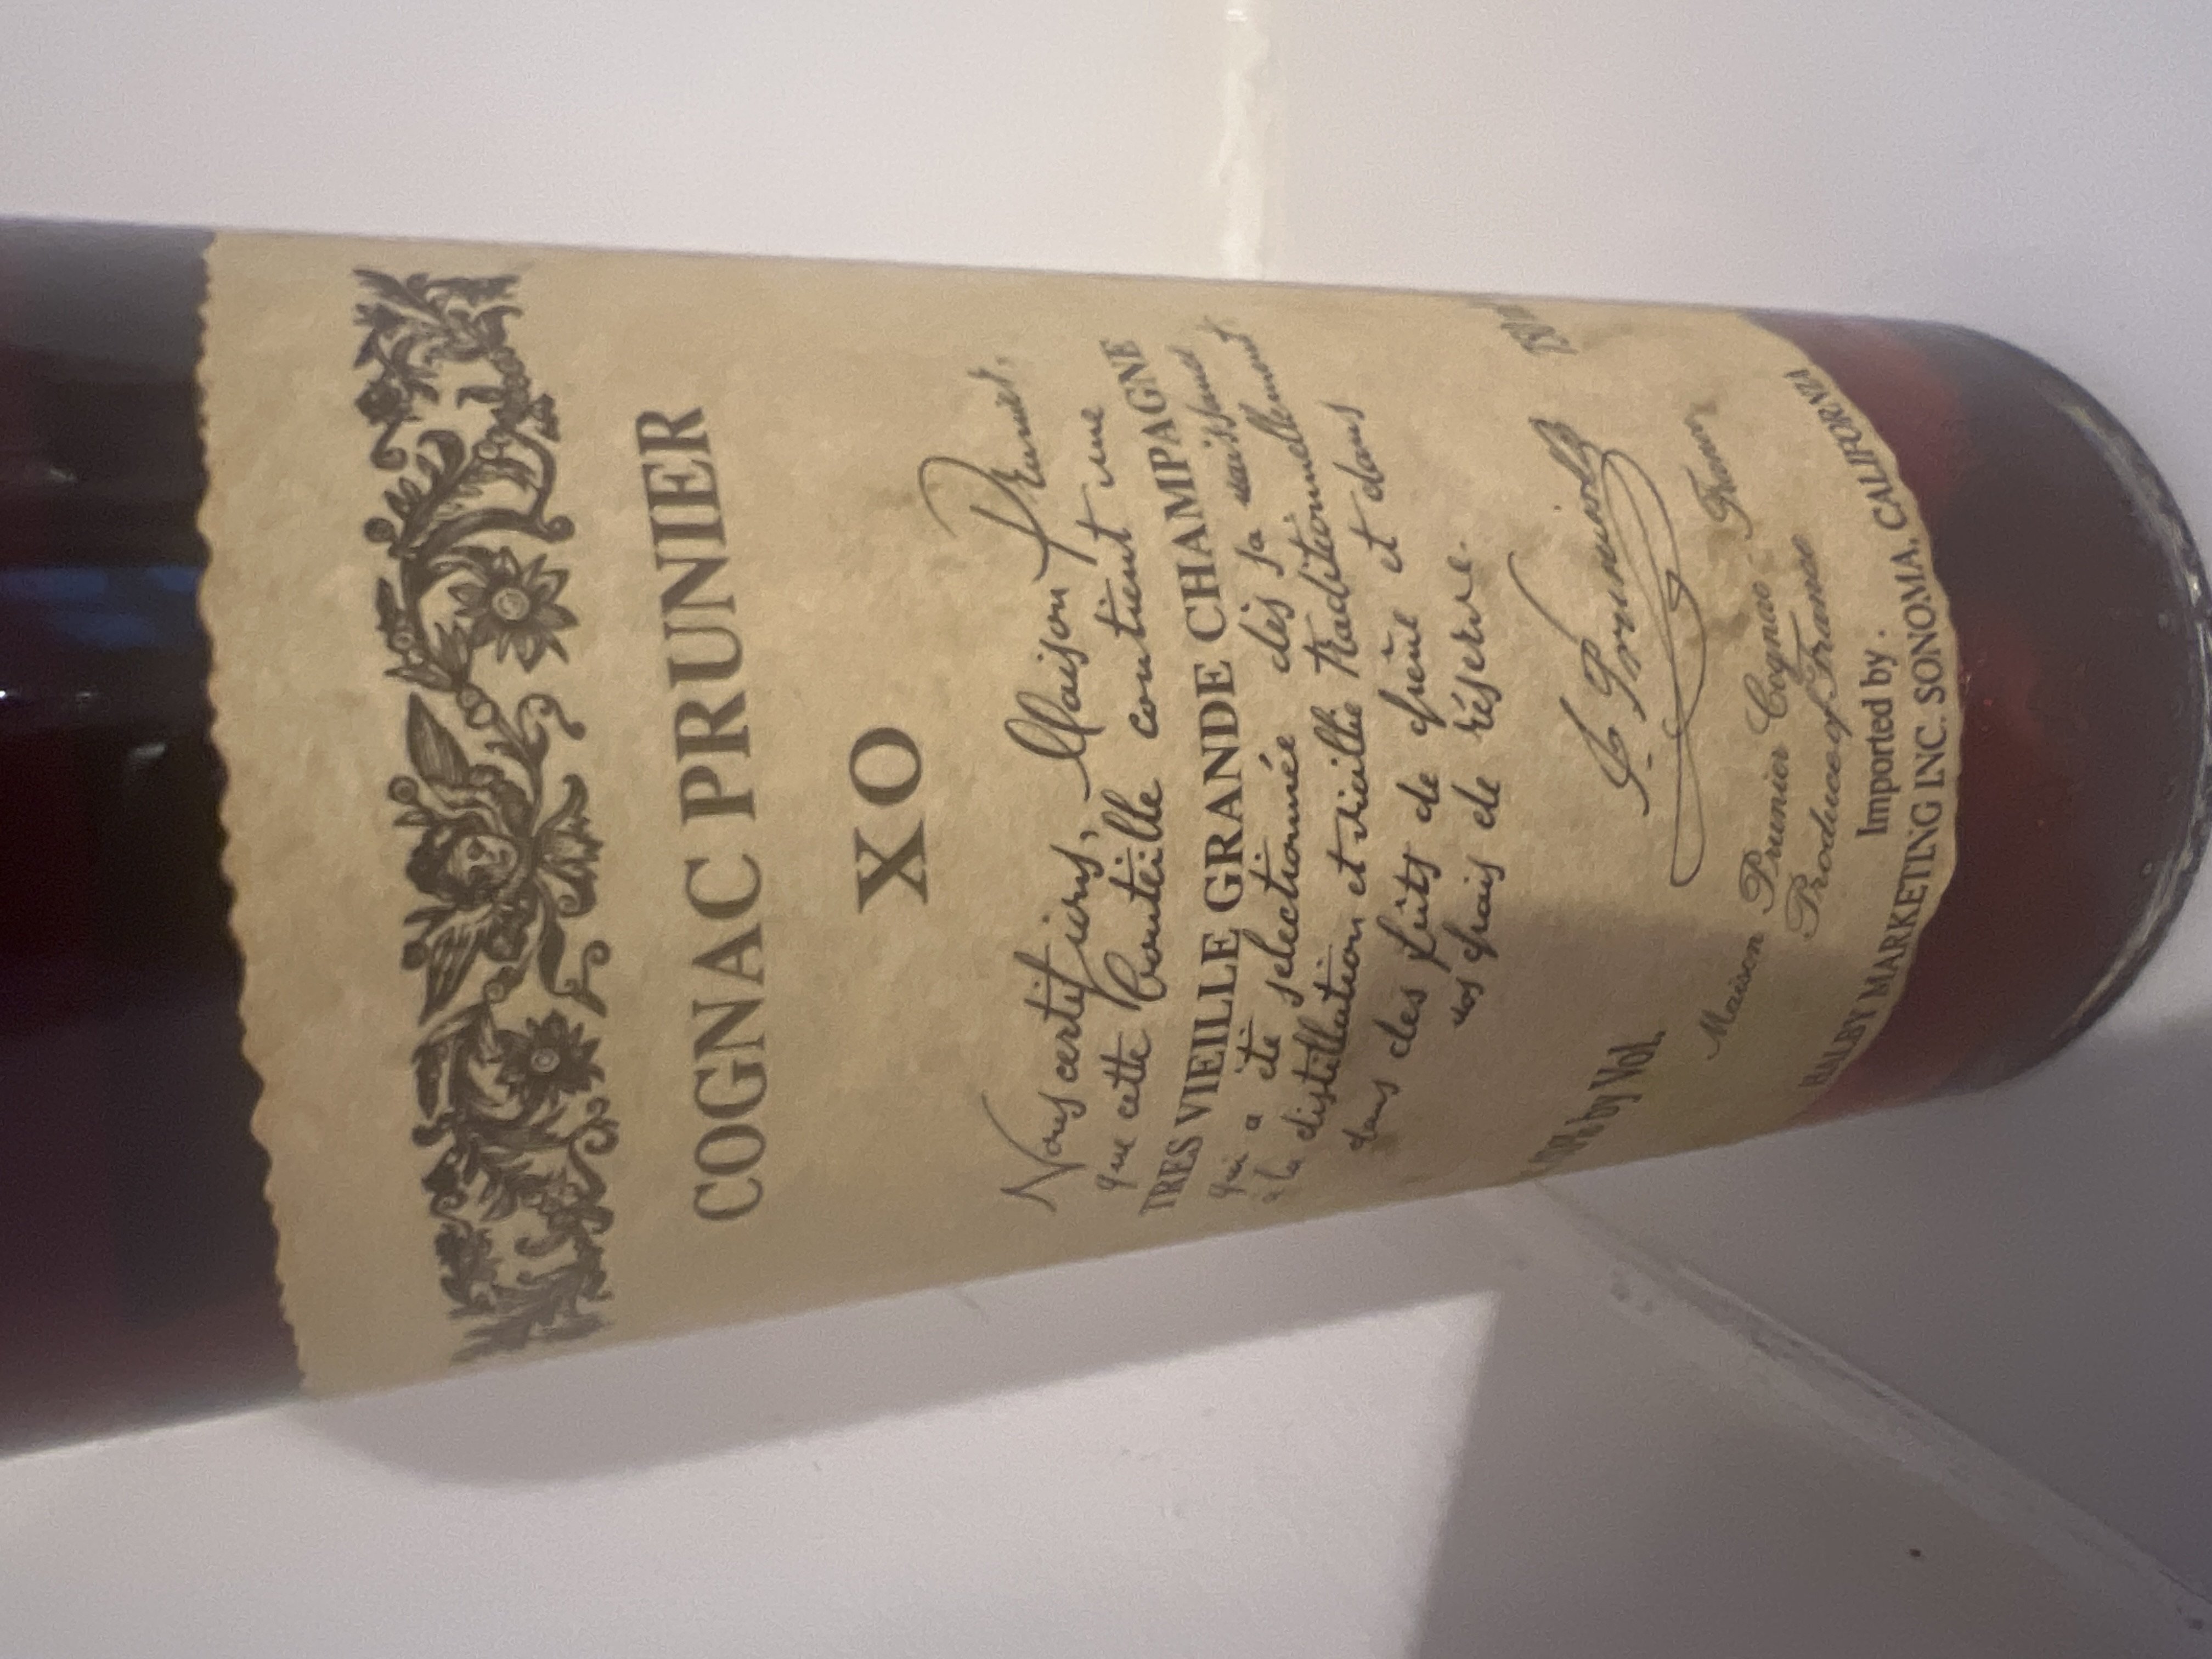 COGNAC PRUNIER
XO
Nous certifions, Maison Prunier,
que cette bouteille contient une
TRES VIEILLE GRANDE CHAMPAGNE
qui a été sélectionnée dès sa naissance
à la distillation et vieillie traditionnellement
dans des fûts de chêne et dans
nos chais de réserve.
J. Prunier
% by Vol.
Maison Prunier Cognac - France
Produce of France
Imported by :
HALBY MARKETING INC. SONOMA, CALIFORNIA